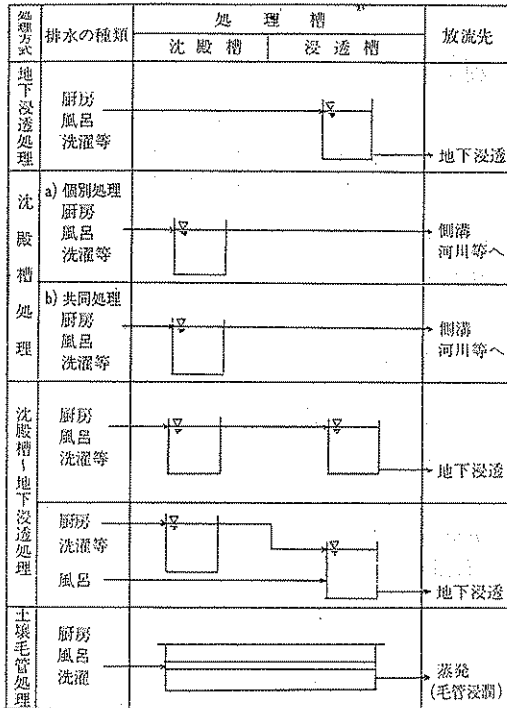 処理方式
排水の種類
処理槽
沈殿槽
浸透槽
放流先
地下浸透処理
厨房
風呂
洗濯等
地下浸透
沈殿槽処理
a) 個別処理
厨房
風呂
洗濯等
側溝
河川等へ
b) 共同処理
厨房
風呂
洗濯等
側溝
河川等へ
沈殿槽～地下浸透処理
厨房
風呂
洗濯等
地下浸透
厨房
洗濯等
風呂
地下浸透
土壌毛管処理
厨房
風呂
洗濯
蒸発
(毛管浸潤)